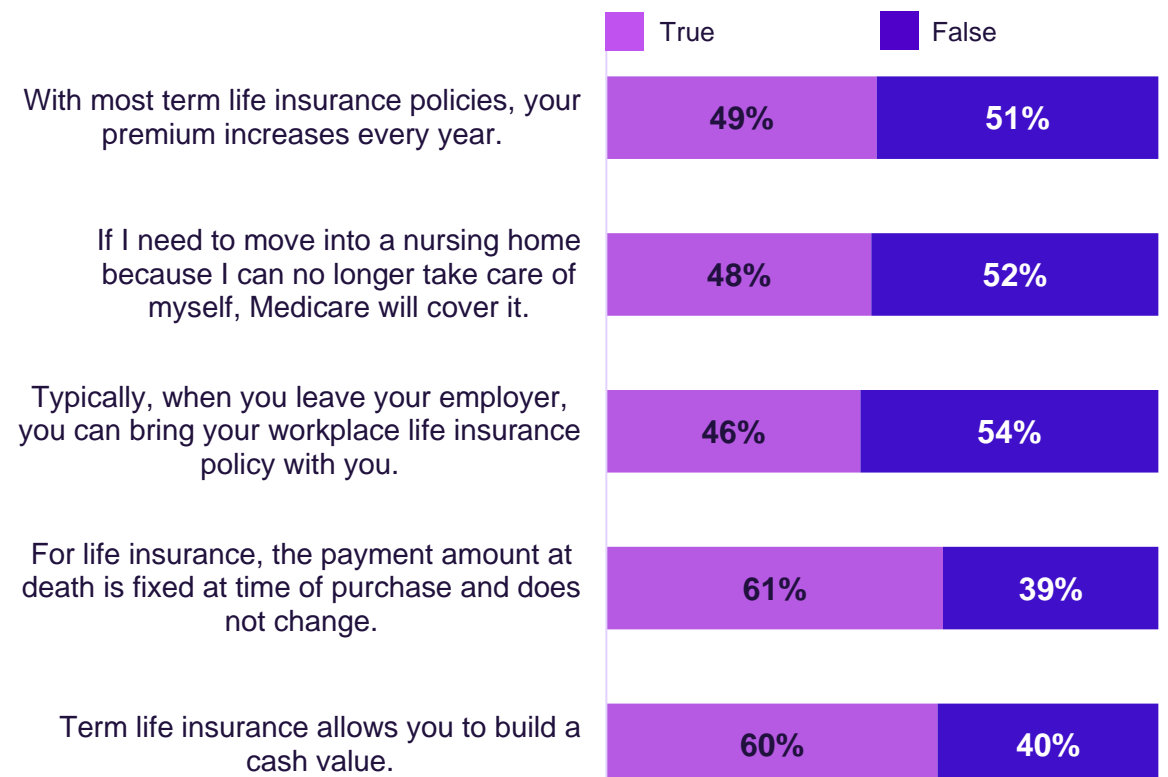 True False
With most term life insurance policies, your
premium increases every year.
49% 51%
If I need to move into a nursing home
because I can no longer take care of
myself, Medicare will cover it.
48% 52%
Typically, when you leave your employer,
you can bring your workplace life insurance
policy with you.
46% 54%
For life insurance, the payment amount at
death is fixed at time of purchase and does
not change.
61% 39%
Term life insurance allows you to build a
cash value.
60% 40%